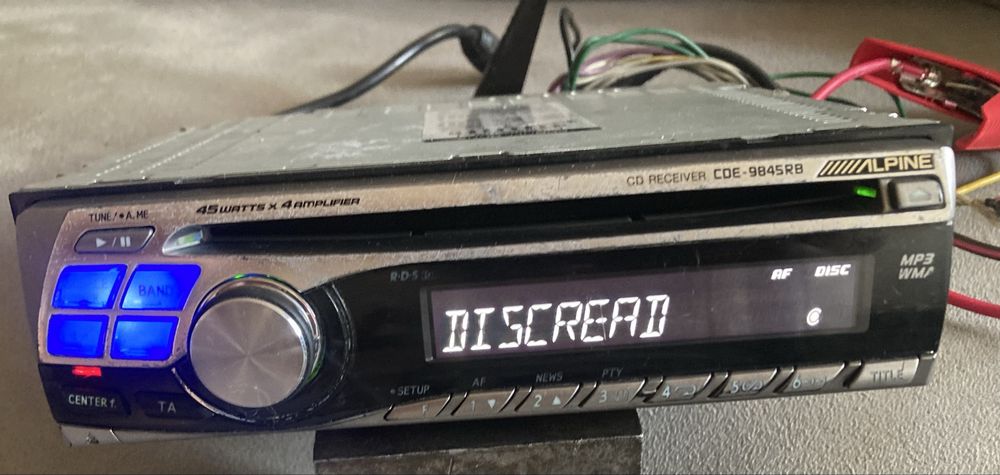 ALPINE
CD RECEIVER CDE-9845RB
TUNE/•A.ME
45 WATTS X 4 AMPLIFIER
BAND
R·D·S
AF DISC
MP3
WMA
DISCREAD
SETUP
AF
NEWS
PTY
F
1 ▼
2 ▲
3
4
5
6
TITLE
CENTER f.
TA